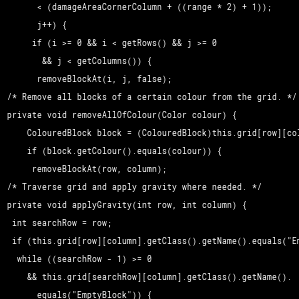 < (damageAreaCornerColumn + ((range * 2) + 1));
j++) {
if (i >= 0 && i < getRows() && j >= 0
&& j < getColumns()) {
removeBlockAt(i, j, false);
/* Remove all blocks of a certain colour from the grid. */
private void removeAllOfColour(Color colour) {
ColouredBlock block = (ColouredBlock)this.grid[row][col
if (block.getColour().equals(colour)) {
removeBlockAt(row, column);
/* Traverse grid and apply gravity where needed. */
private void applyGravity(int row, int column) {
int searchRow = row;
if (this.grid[row][column].getClass().getName().equals("Em
while ((searchRow - 1) >= 0
&& this.grid[searchRow][column].getClass().getName().
equals("EmptyBlock")) {